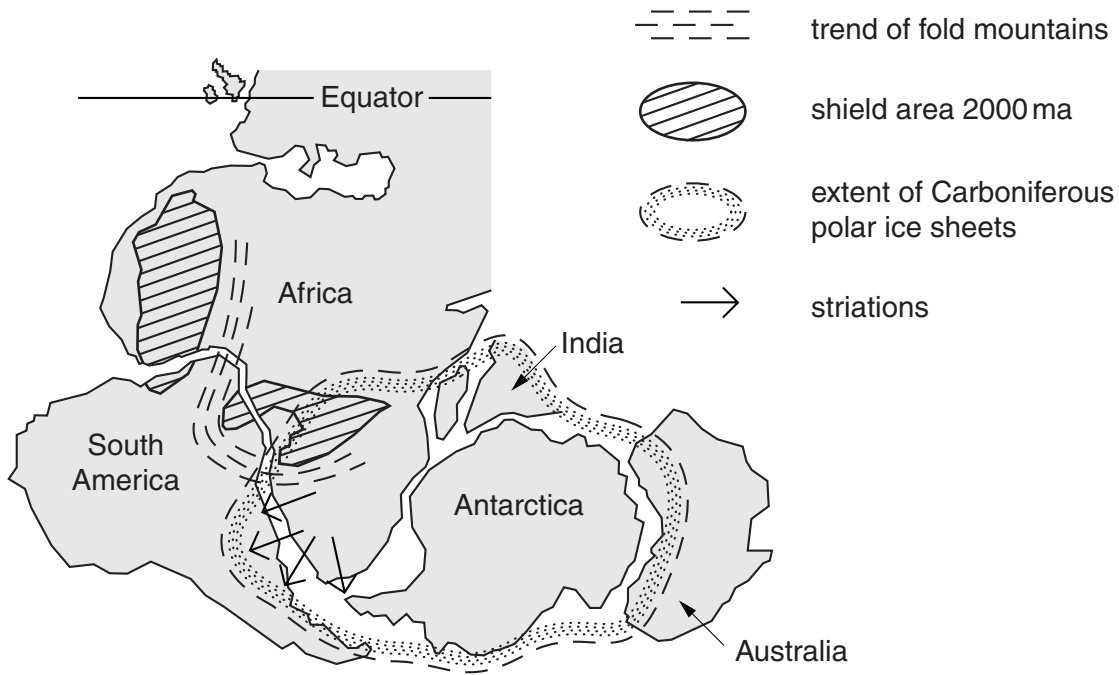 trend of fold mountains
Equator
shield area 2000 ma
extent of Carboniferous
polar ice sheets
Africa
striations
India
South
America
Antarctica
Australia